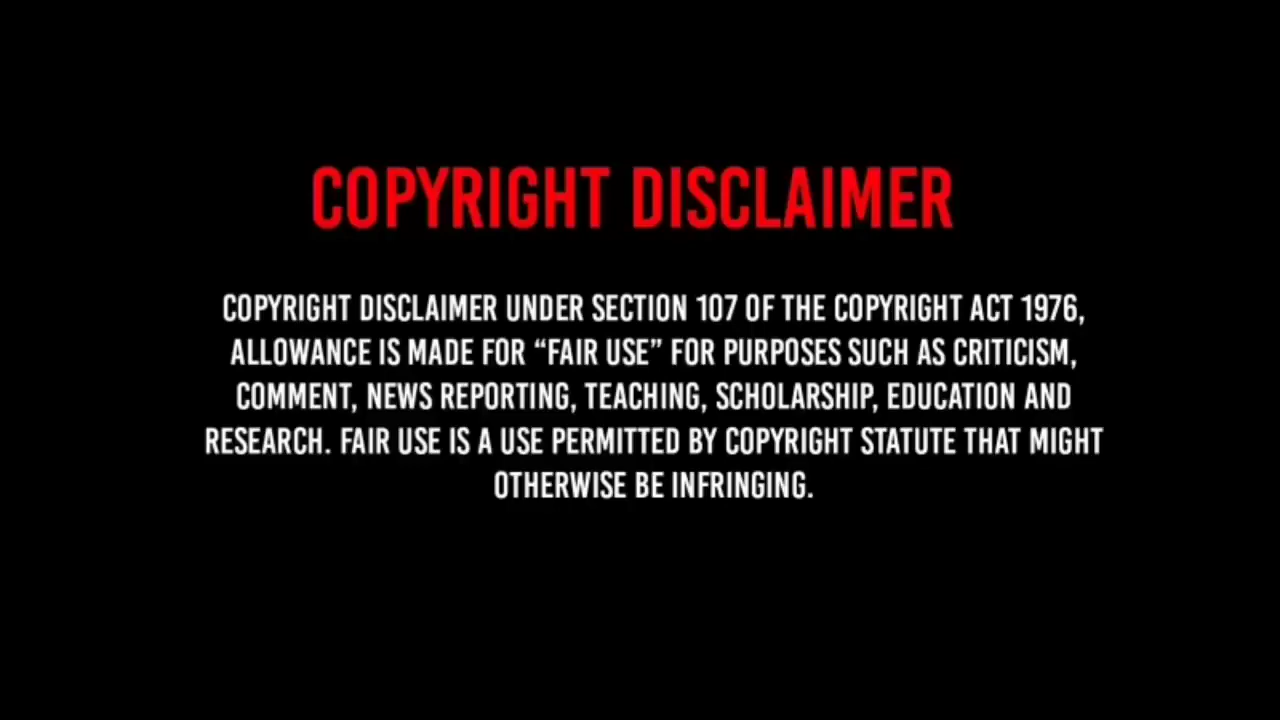 COPYRIGHT DISCLAIMER
COPYRIGHT DISCLAIMER UNDER SECTION 107 OF THE COPYRIGHT ACT 1976,
ALLOWANCE IS MADE FOR “FAIR USE” FOR PURPOSES SUCH AS CRITICISM,
COMMENT, NEWS REPORTING, TEACHING, SCHOLARSHIP, EDUCATION AND
RESEARCH. FAIR USE IS A USE PERMITTED BY COPYRIGHT STATUTE THAT MIGHT
OTHERWISE BE INFRINGING.